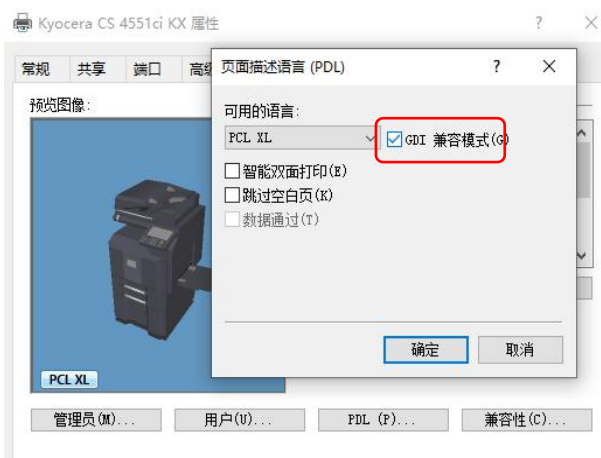 Kyocera CS 4551ci KX 属性
常规 共享 端口 高级
页面描述语言 (PDL)
预览图像:
可用的语言:
PCL XL
GDI 兼容模式(G)
智能双面打印(E)
跳过空白页(K)
数据通过(T)
确定 取消
PCL XL
管理员(M)... 用户(U)... PDL (P)... 兼容性(C)...